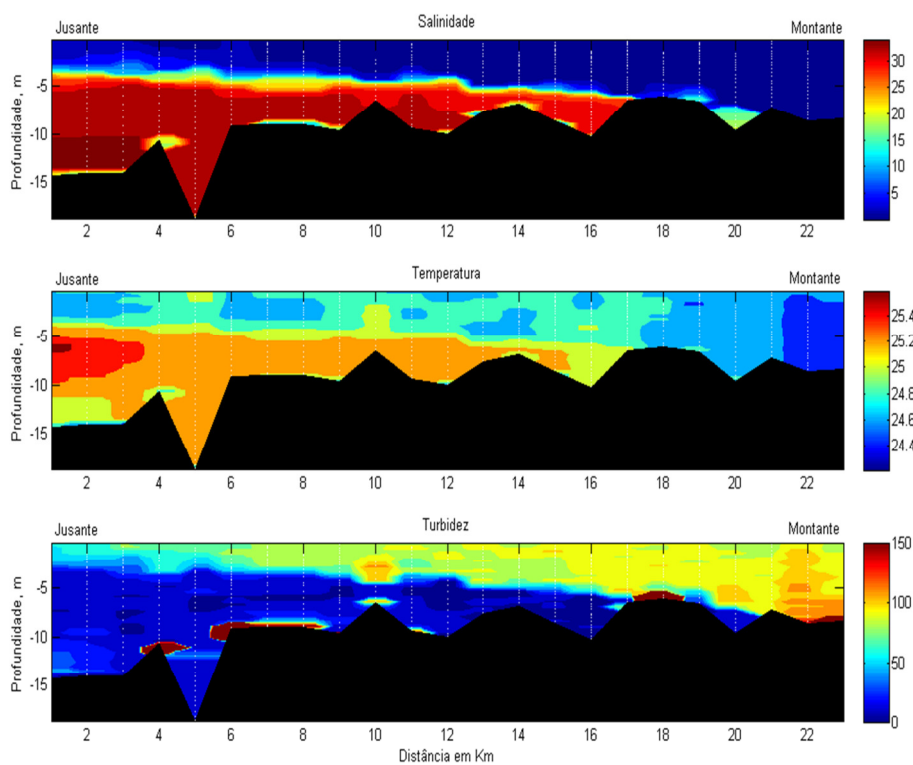 Salinidade
Jusante Montante
Profundidade, m
-5
-10
-15
2 4 6 8 10 12 14 16 18 20 22
30
25
20
15
10
5
Temperatura
Jusante Montante
Profundidade, m
-5
-10
-15
2 4 6 8 10 12 14 16 18 20 22
25.4
25.2
25
24.8
24.6
24.4
Turbidez
Jusante Montante
Profundidade, m
-5
-10
-15
2 4 6 8 10 12 14 16 18 20 22
Distância em Km
150
100
50
0